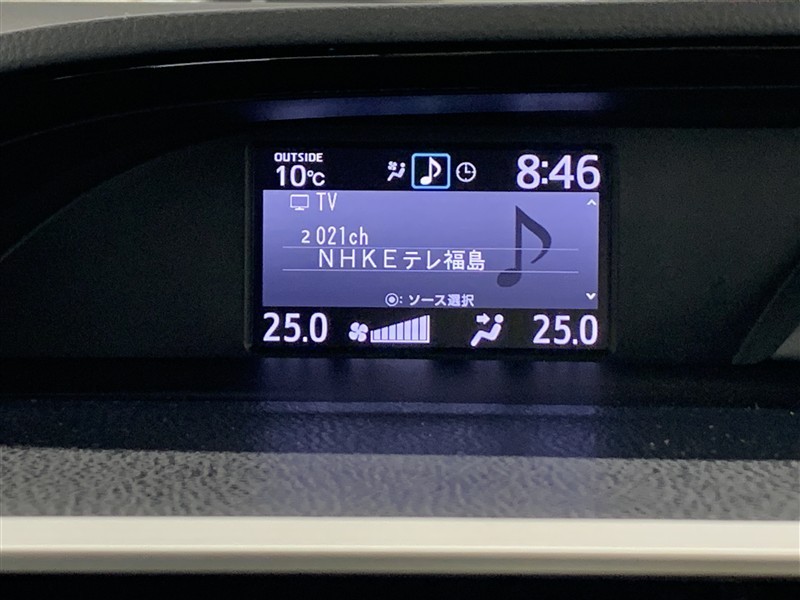 OUTSIDE
10℃
8:46
TV
2 021ch
NHKEテレ福島
◉: ソース選択
25.0
25.0